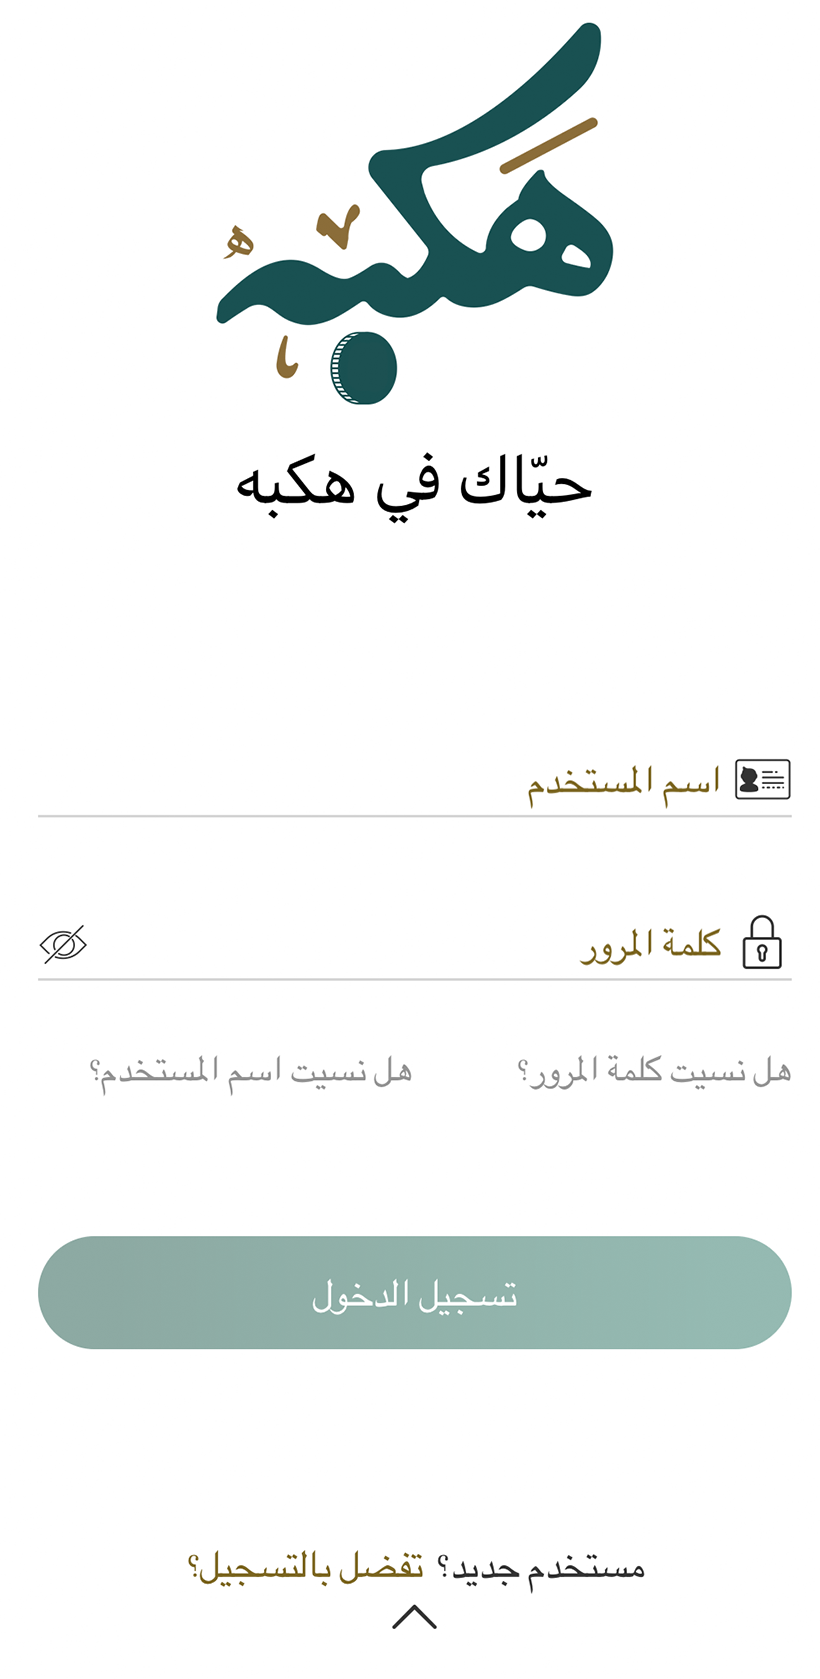 هَكبه
حيّاك في هكبه
اسم المستخدم
كلمة المرور
هل نسيت كلمة المرور؟ هل نسيت اسم المستخدم؟
تسجيل الدخول
مستخدم جديد؟ تفضل بالتسجيل؟